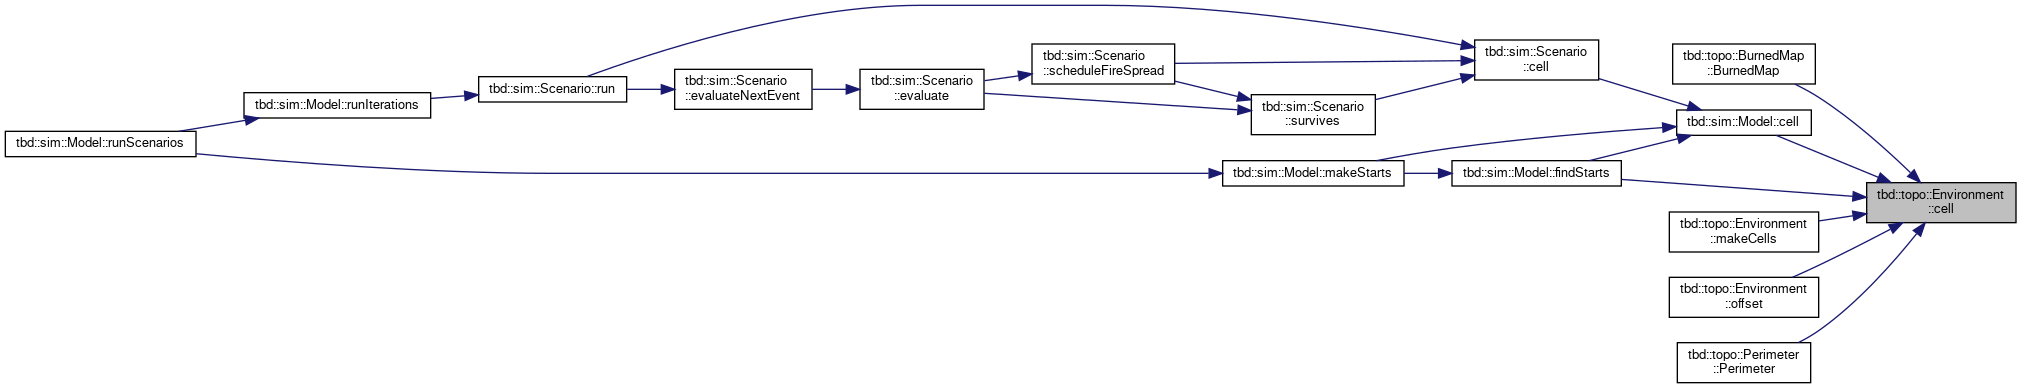 tbd::sim::Scenario
::cell
tbd::topo::BurnedMap
::BurnedMap
tbd::sim::Scenario
::scheduleFireSpread
tbd::sim::Scenario
::evaluateNextEvent
tbd::sim::Scenario
::evaluate
tbd::sim::Scenario::run
tbd::sim::Model::runIterations
tbd::sim::Scenario
::survives
tbd::sim::Model::cell
tbd::sim::Model::runScenarios
tbd::sim::Model::makeStarts
tbd::sim::Model::findStarts
tbd::topo::Environment
::cell
tbd::topo::Environment
::makeCells
tbd::topo::Environment
::offset
tbd::topo::Perimeter
::Perimeter